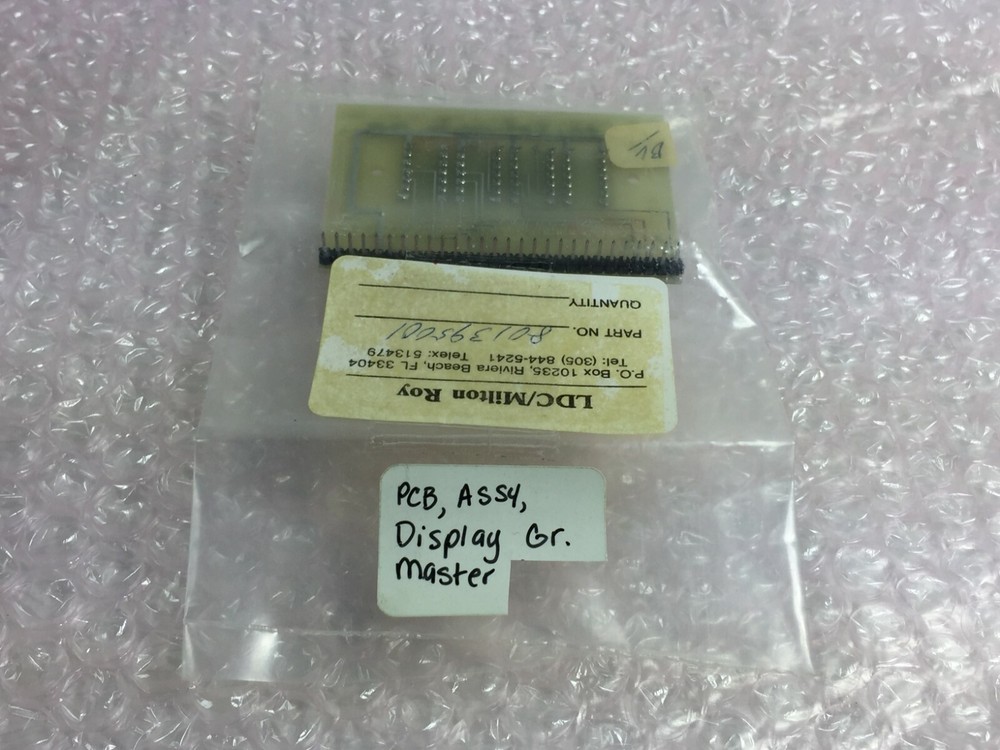 LDC/Milton Roy
P.O. Box 10235, Riviera Beach, FL 33404
Tel: (305) 844-5241 Telex: 513479
PART NO. 801395001
QUANTITY
PCB, ASSY,
Display Gr.
Master